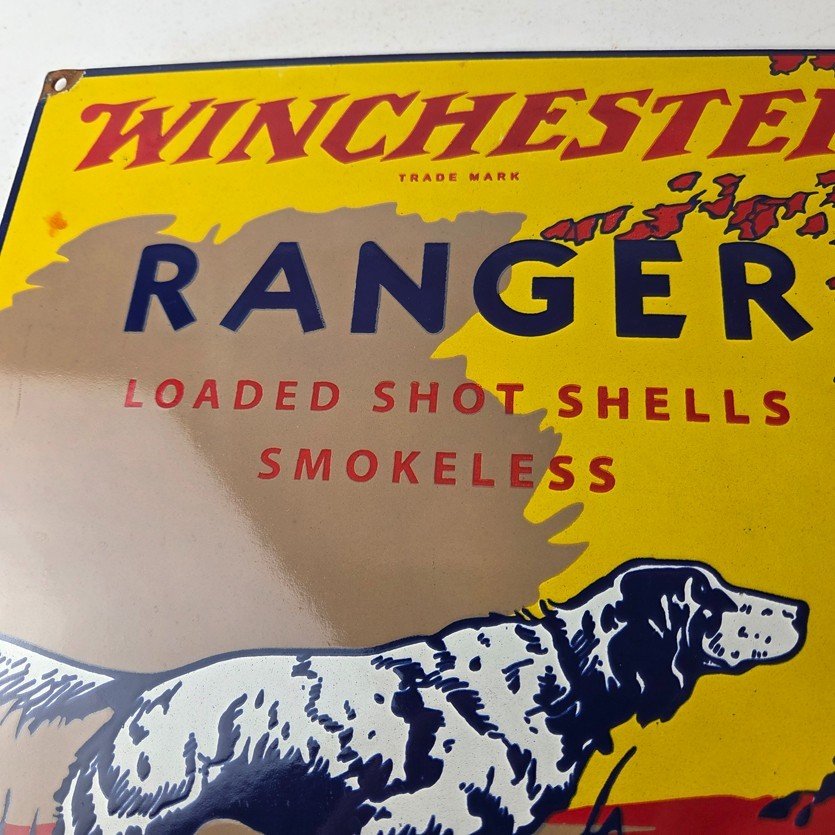 WINCHESTER
TRADE MARK
RANGER
LOADED SHOT SHELLS
SMOKELESS